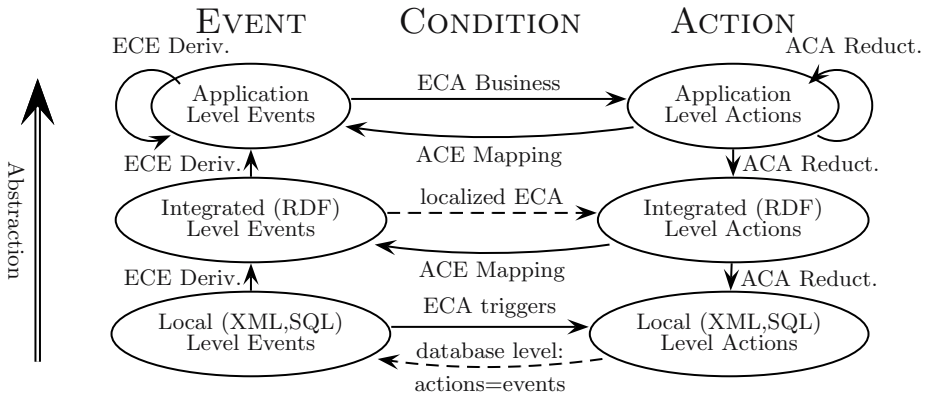 EVENT CONDITION ACTION
ECE Deriv. ACA Reduct.
Application
Level Events
ECA Business
Application
Level Actions
ACE Mapping
ECE Deriv. ACA Reduct.
Abstraction
Integrated (RDF)
Level Events
localized ECA
Integrated (RDF)
Level Actions
ACE Mapping
ECE Deriv. ACA Reduct.
Local (XML,SQL)
Level Events
ECA triggers
Local (XML,SQL)
Level Actions
database level:
actions=events